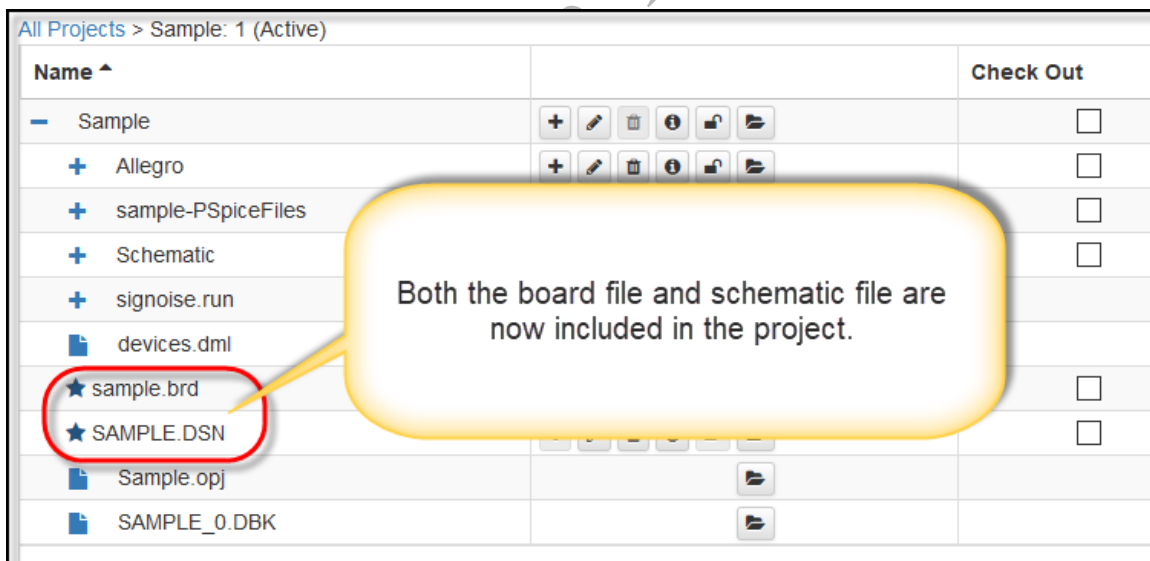 All Projects > Sample: 1 (Active)
Name Check Out
Sample
Allegro
sample-PSpiceFiles
Schematic
signoise.run
Both the board file and schematic file are
now included in the project.
devices.dml
sample.brd
SAMPLE.DSN
Sample.opj
SAMPLE_0.DBK